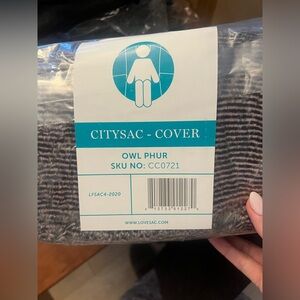 CITYSAC - COVER
OWL PHUR
SKU NO: CC0721
LFSAC4-2020
WWW.LOVESAC.COM